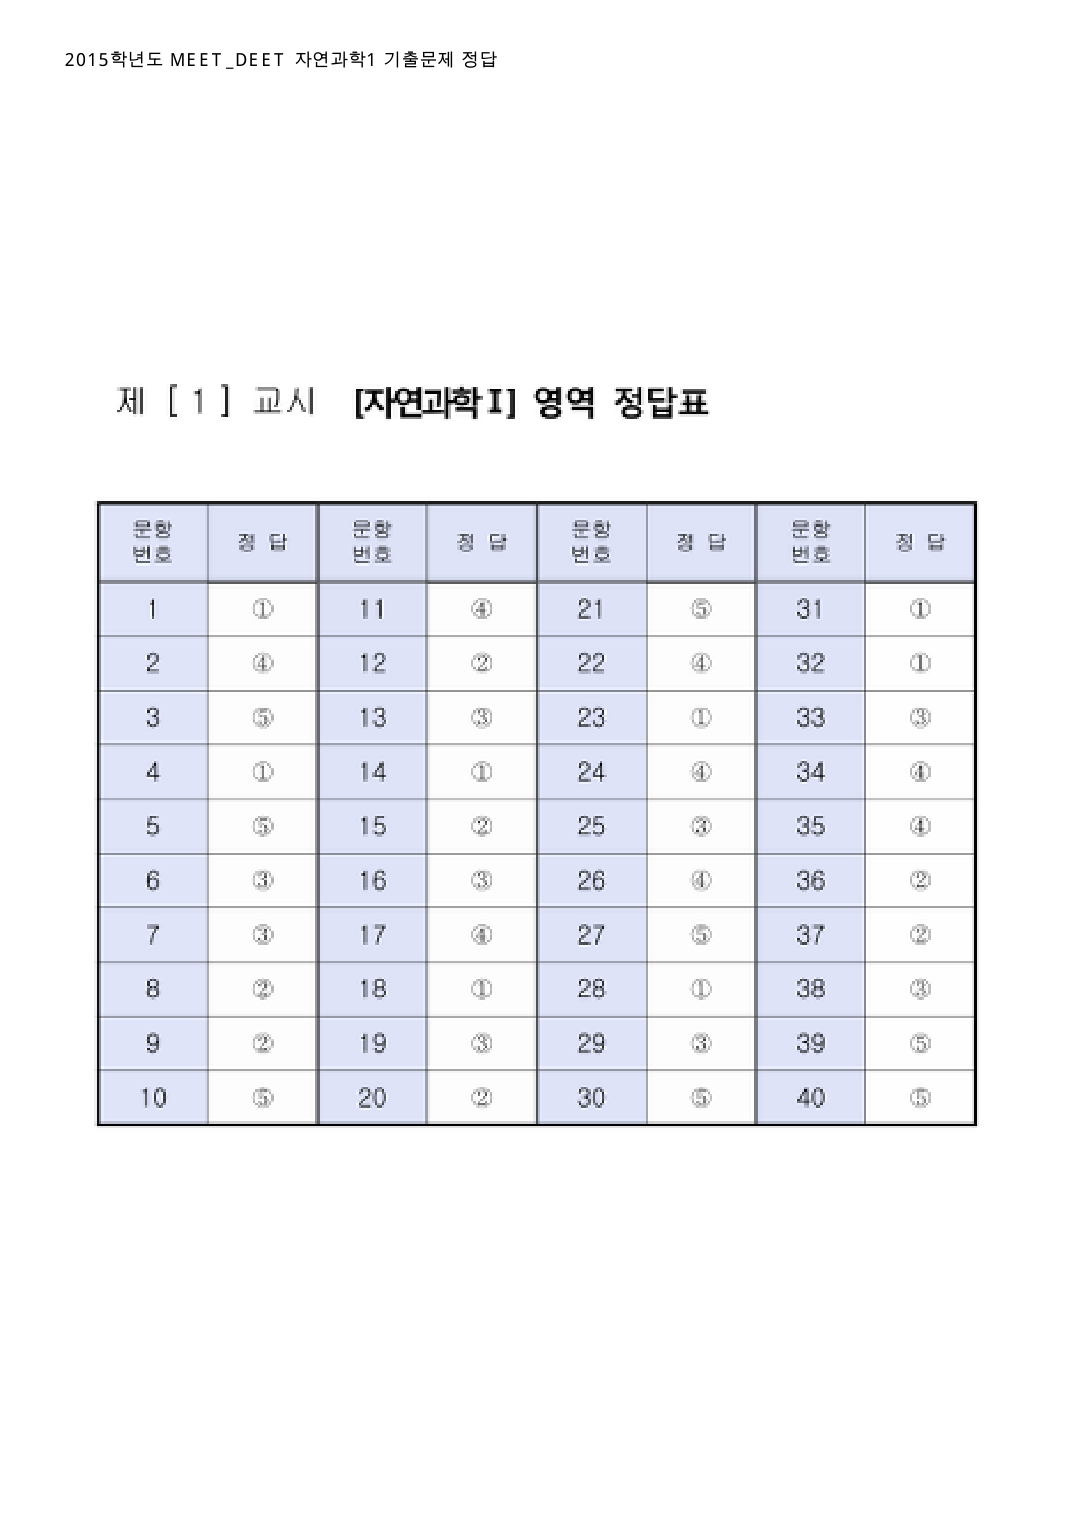 2015학년도 MEET_DEET 자연과학1 기출문제 정답
제 [ 1 ] 교시 [자연과학Ⅰ] 영역 정답표
문항 번호 정 답 문항 번호 정 답 문항 번호 정 답 문항 번호 정 답
1 ① 11 ④ 21 ⑤ 31 ①
2 ④ 12 ② 22 ④ 32 ①
3 ⑤ 13 ③ 23 ① 33 ③
4 ① 14 ① 24 ④ 34 ④
5 ⑤ 15 ② 25 ③ 35 ④
6 ③ 16 ③ 26 ④ 36 ②
7 ③ 17 ④ 27 ⑤ 37 ②
8 ② 18 ① 28 ① 38 ③
9 ② 19 ③ 29 ③ 39 ⑤
10 ⑤ 20 ② 30 ⑤ 40 ⑤